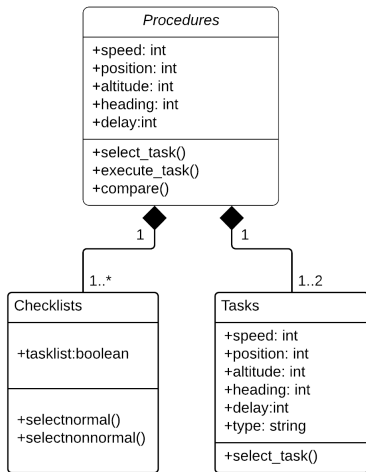 Procedures
+speed: int
+position: int
+altitude: int
+heading: int
+delay:int
+select_task()
+execute_task()
+compare()
1
1
1..*
1..2
Checklists
+tasklist:boolean
+selectnormal()
+selectnonnormal()
Tasks
+speed: int
+position: int
+altitude: int
+heading: int
+delay:int
+type: string
+select_task()